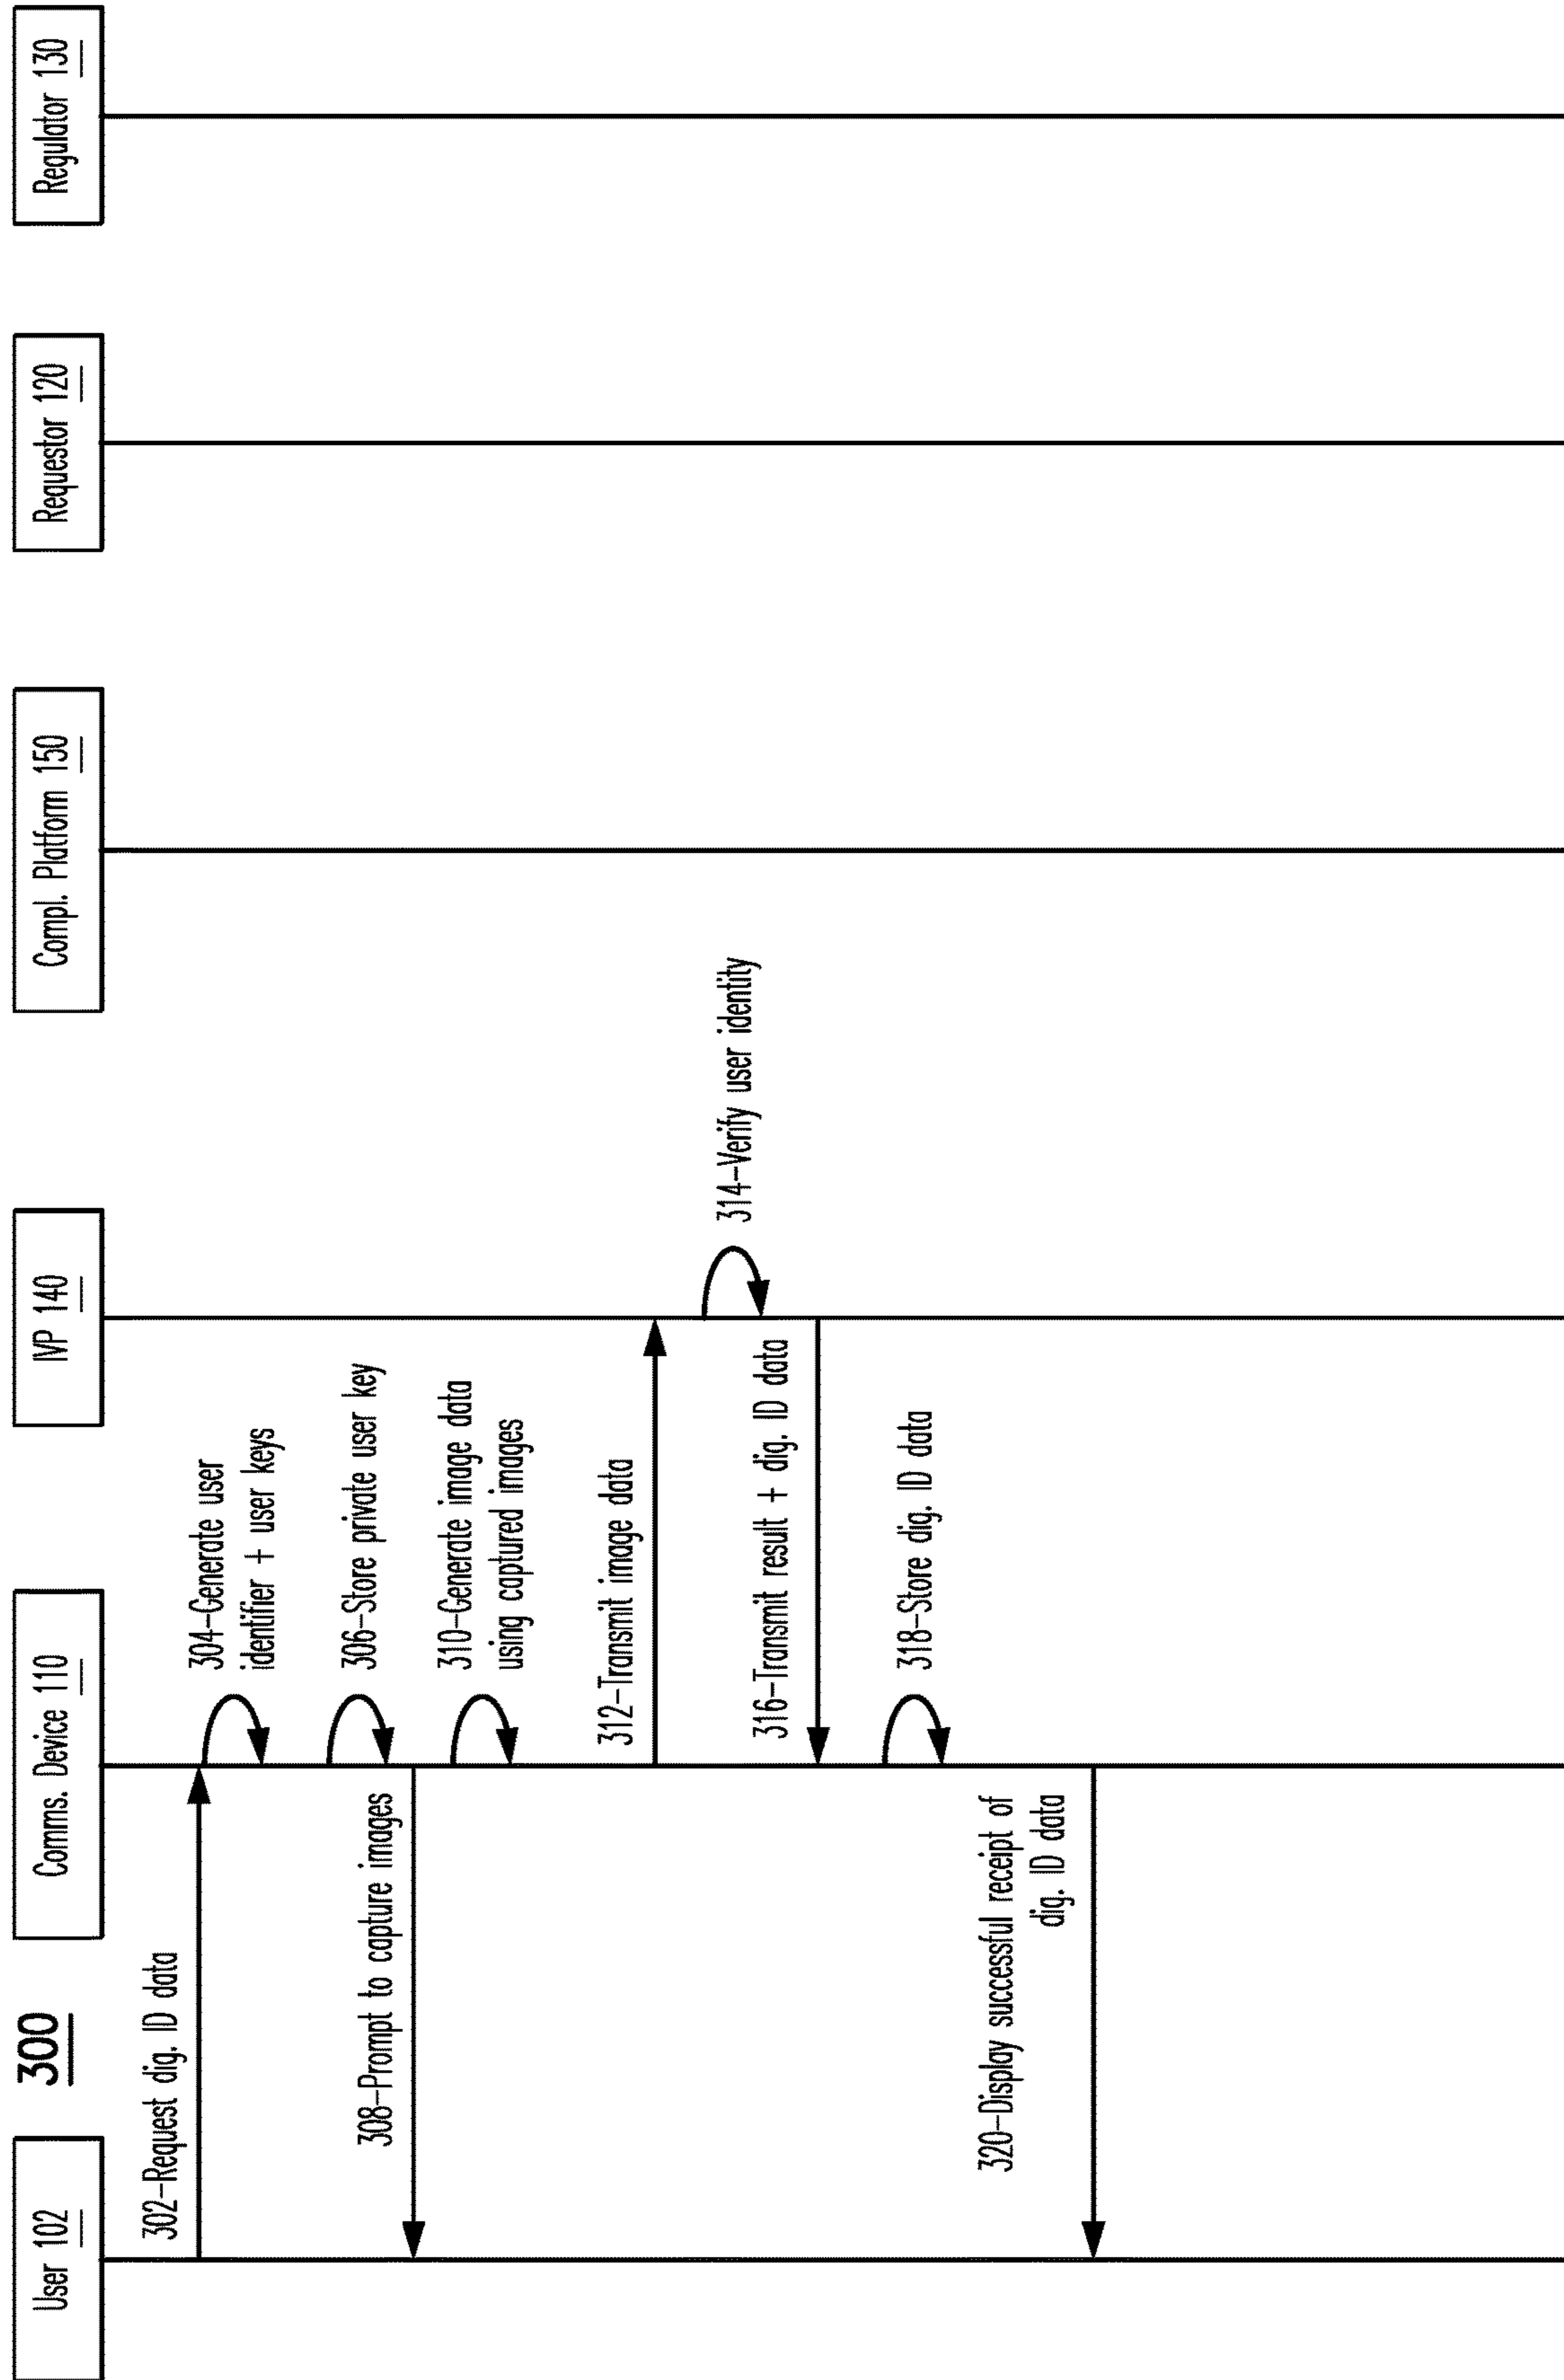 300
User 102
Comms. Device 110
IVP 140
Compl. Platform 150
Requestor 120
Regulator 130
302-Request dig. ID data
304-Generate user
identifier + user keys
306-Store private user key
308-Prompt to capture images
310-Generate image data
using captured images
312-Transmit image data
314-Verify user identity
316-Transmit result + dig. ID data
318-Store dig. ID data
320-Display successful receipt of
dig. ID data